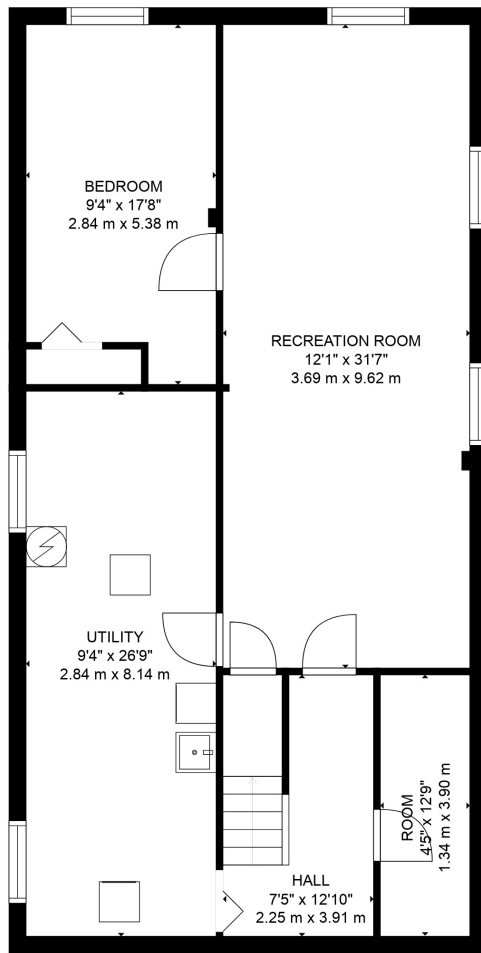 BEDROOM
9'4" x 17'8"
2.84 m x 5.38 m
RECREATION ROOM
12'1" x 31'7"
3.69 m x 9.62 m
UTILITY
9'4" x 26'9"
2.84 m x 8.14 m
ROOM
4'5" x 12'9"
1.34 m x 3.90 m
HALL
7'5" x 12'10"
2.25 m x 3.91 m